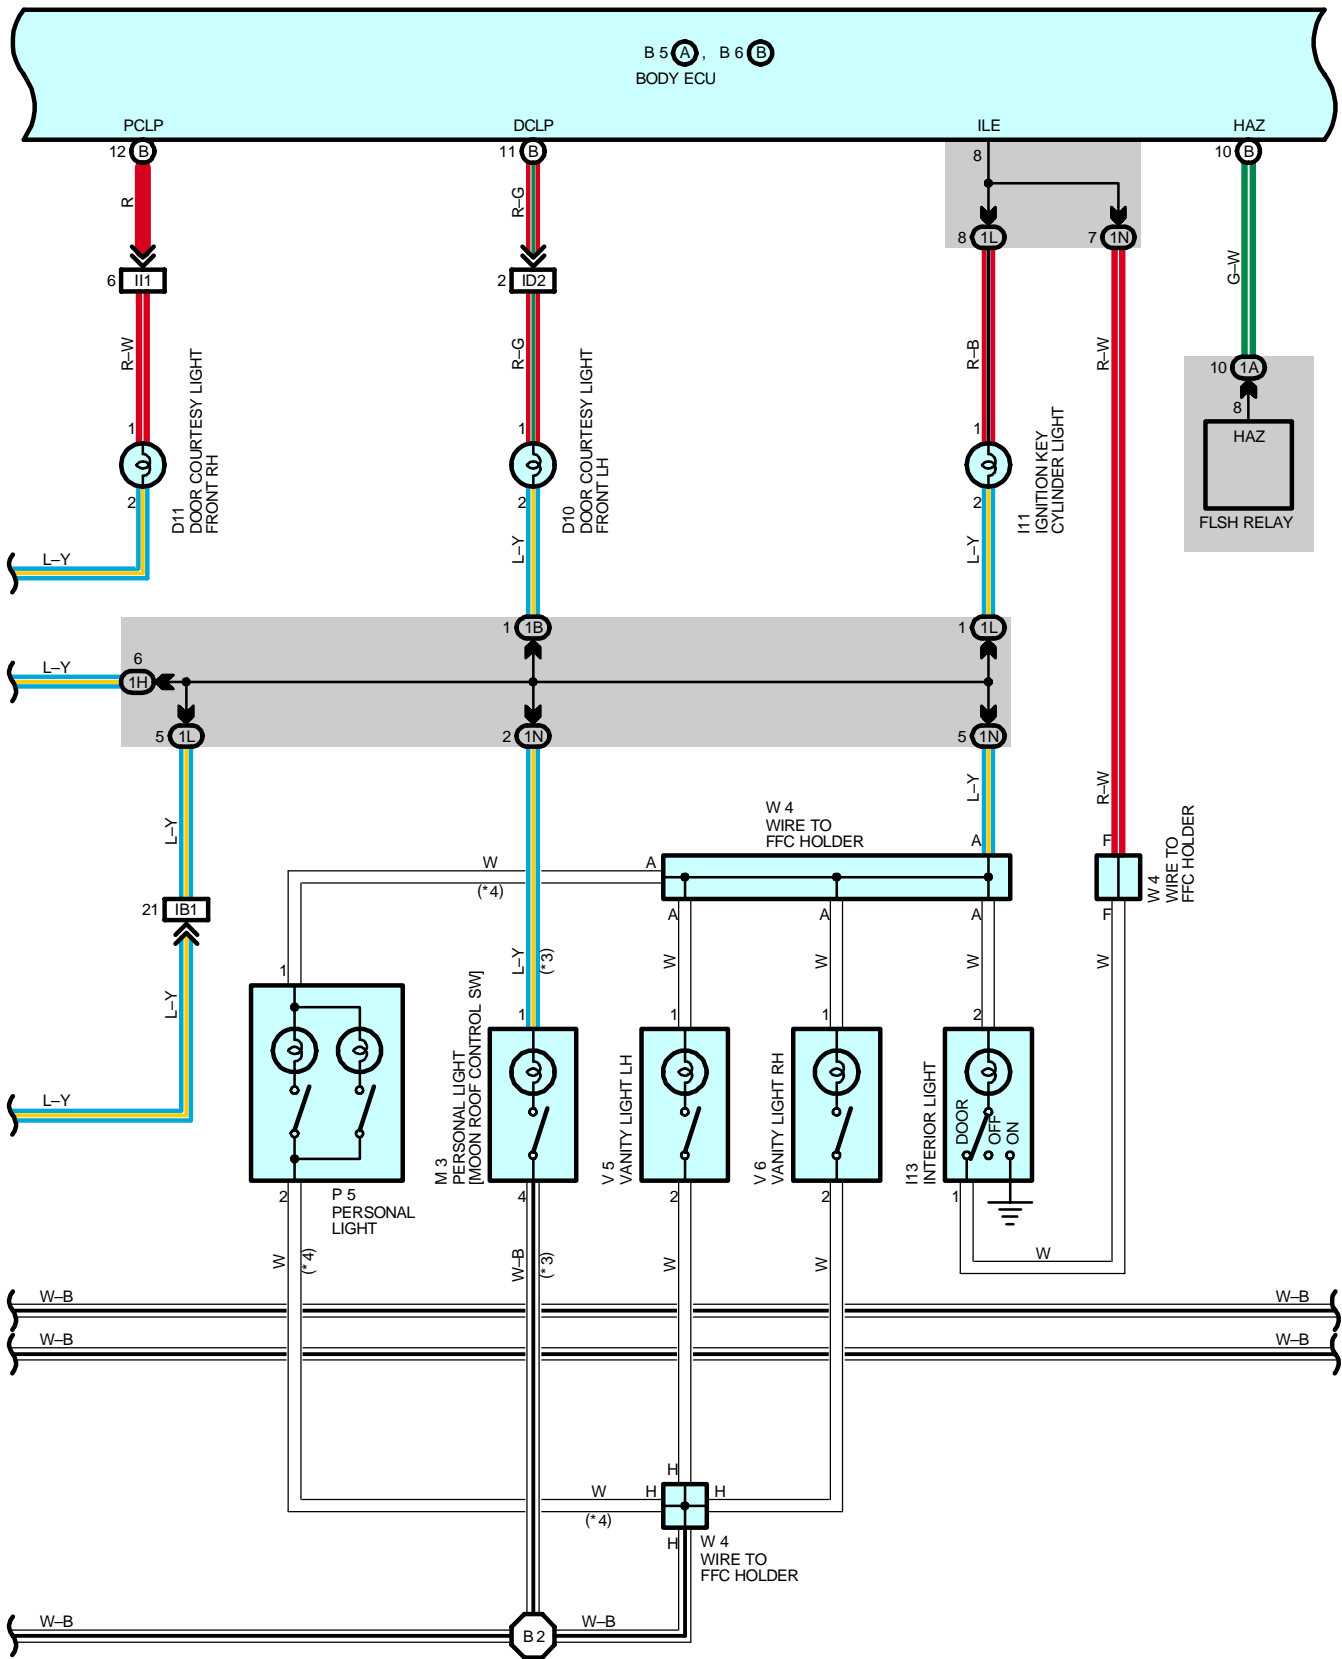 B 5 A , B 6 B
BODY ECU
PCLP
DCLP
ILE
HAZ
12 B
11 B
8
10 B
R
R–G
8 1L
7 1N
G–W
6 II1
2 ID2
R–W
R–G
R–B
R–W
10 1A
8
HAZ
FLSH RELAY
1
2
D11
DOOR COURTESY LIGHT
FRONT RH
1
2
D10
DOOR COURTESY LIGHT
FRONT LH
1
2
I11
IGNITION KEY
CYLINDER LIGHT
L–Y
L–Y
L–Y
1 1B
1 1L
L–Y
6
1H
5 1L
2 1N
5 1N
L–Y
L–Y
R–W
W 4
WIRE TO
FFC HOLDER
A
A
F
W 4
WIRE TO
FFC HOLDER
W
(*4)
21 IB1
A
A
A
F
L–Y
L–Y
(*3)
W
W
W
W
1
1
1
1
2
L–Y
M 3
PERSONAL LIGHT
[MOON ROOF CONTROL SW]
V 5
VANITY LIGHT LH
V 6
VANITY LIGHT RH
I13
INTERIOR LIGHT
DOOR
OFF
ON
2
P 5
PERSONAL
LIGHT
4
2
2
1
W
(*4)
W–B
(*3)
W
W
W
W–B
W–B
W–B
W–B
H
W
(*4)
H
H
H
W 4
WIRE TO
FFC HOLDER
W–B
B 2
W–B